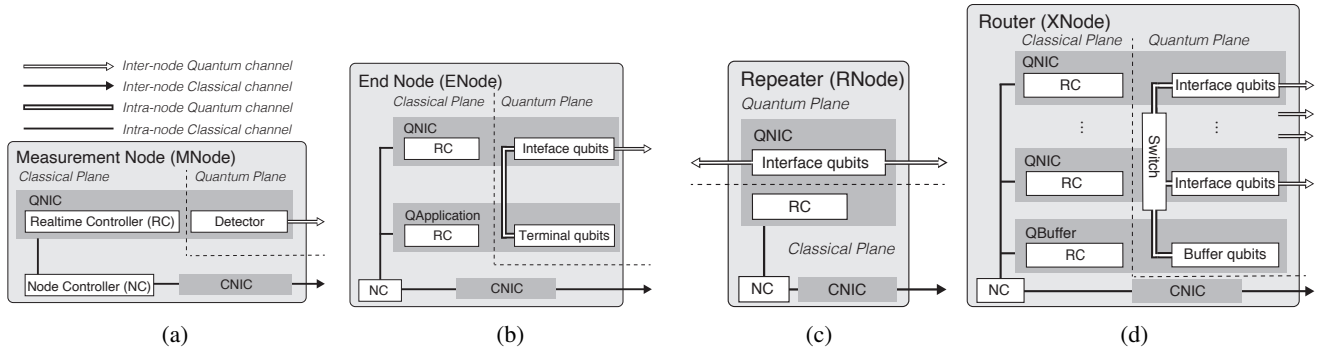 Inter-node Quantum channel
Inter-node Classical channel
Intra-node Quantum channel
Intra-node Classical channel
Measurement Node (MNode)
Classical Plane
Quantum Plane
QNIC
Realtime Controller (RC)
Detector
Node Controller (NC)
CNIC
(a)
End Node (ENode)
Classical Plane
Quantum Plane
QNIC
RC
Inteface qubits
QApplication
RC
Terminal qubits
NC
CNIC
(b)
Repeater (RNode)
Quantum Plane
QNIC
Interface qubits
RC
Classical Plane
NC
CNIC
(c)
Router (XNode)
Classical Plane
Quantum Plane
QNIC
RC
Interface qubits
...
...
Switch
QNIC
RC
Interface qubits
QBuffer
RC
Buffer qubits
NC
CNIC
(d)